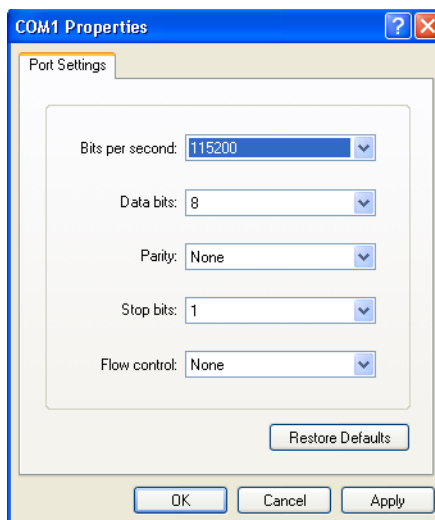 COM1 Properties
?
Port Settings
Bits per second: 115200
Data bits: 8
Parity: None
Stop bits: 1
Flow control: None
Restore Defaults
OK Cancel Apply